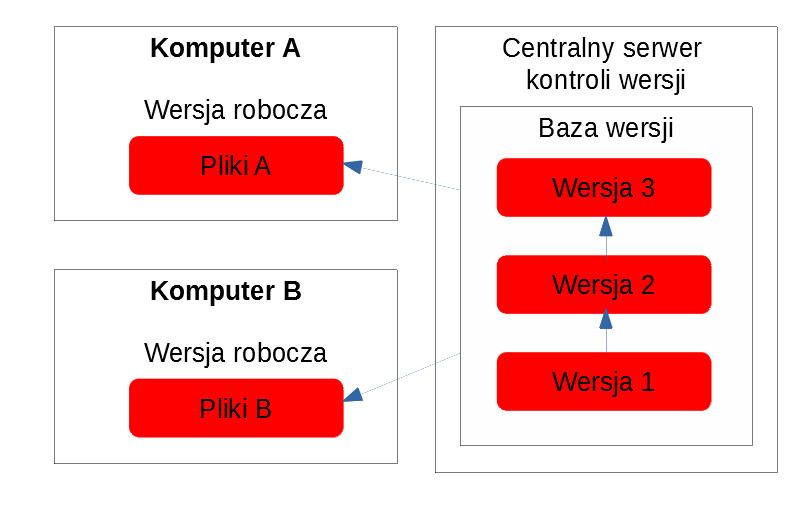 Komputer A
Wersja robocza
Pliki A
Komputer B
Wersja robocza
Pliki B
Centralny serwer
kontroli wersji
Baza wersji
Wersja 3
Wersja 2
Wersja 1